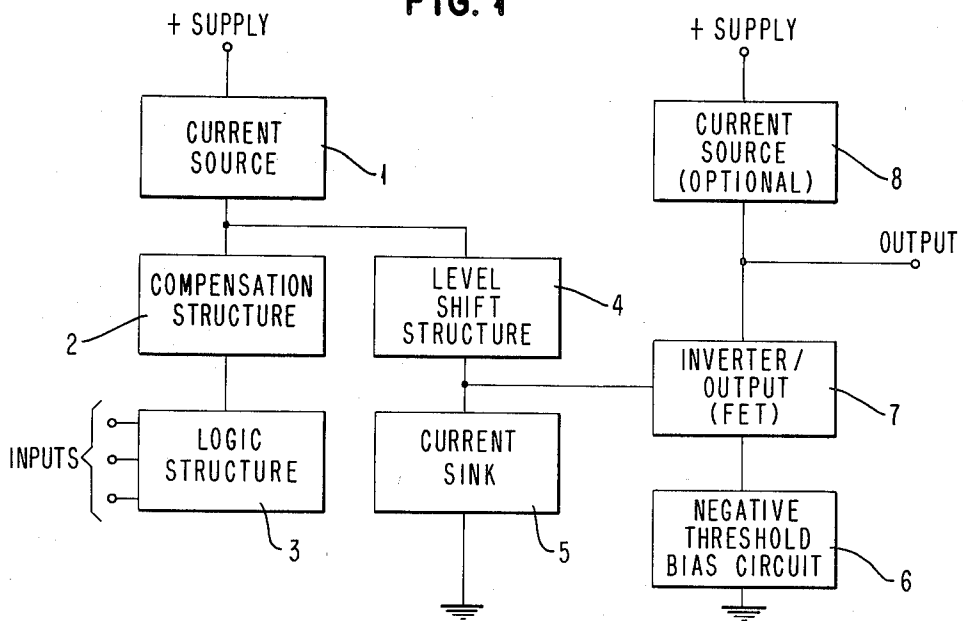 FIG. 1
+ SUPPLY
CURRENT
SOURCE
1
COMPENSATION
STRUCTURE
2
INPUTS
LOGIC
STRUCTURE
3
LEVEL
SHIFT
STRUCTURE
4
CURRENT
SINK
5
+ SUPPLY
CURRENT
SOURCE
(OPTIONAL)
8
OUTPUT
INVERTER/
OUTPUT
(FET)
7
NEGATIVE
THRESHOLD
BIAS CIRCUIT
6